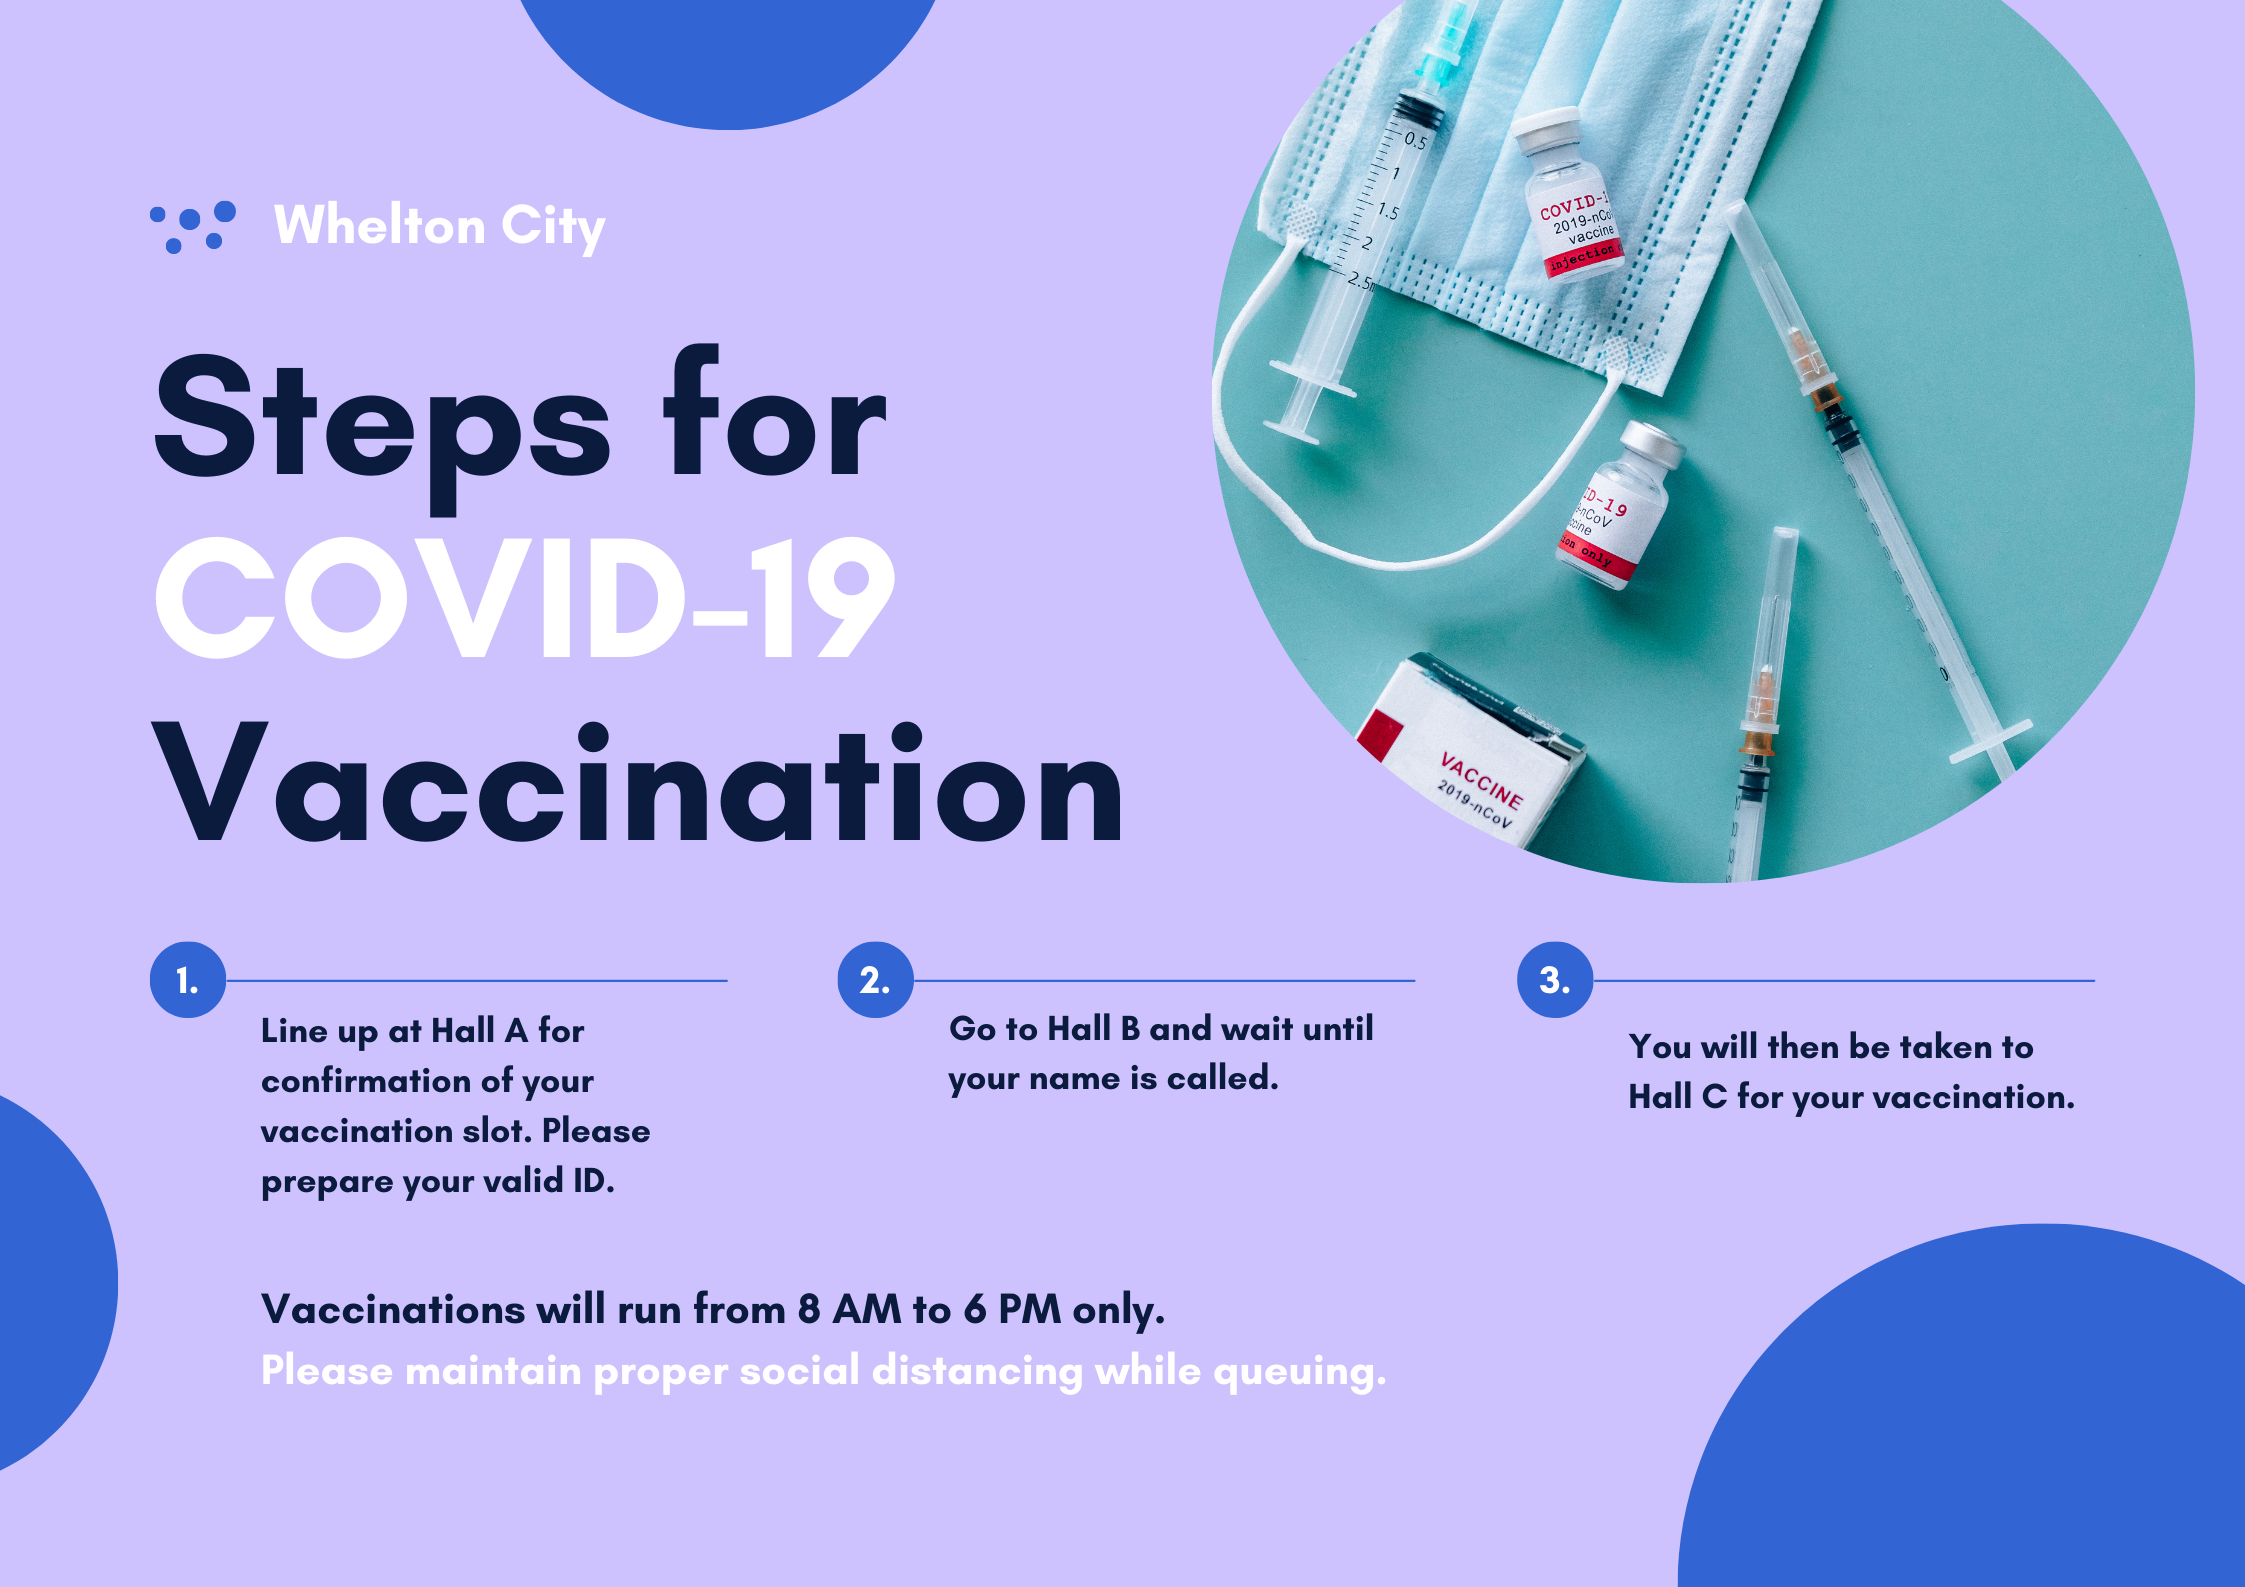 Whelton City
Steps for
COVID-19
Vaccination
1.
Line up at Hall A for
confirmation of your
vaccination slot. Please
prepare your valid ID.
2.
Go to Hall B and wait until
your name is called.
3.
You will then be taken to
Hall C for your vaccination.
Vaccinations will run from 8 AM to 6 PM only.
Please maintain proper social distancing while queuing.
0.5
1
1.5
2
2.5m
COVID-1
2019-nCo
vaccine
injection
ID-19
-nCoV
ccine
ion only
VACCINE
2019-nCoV
0